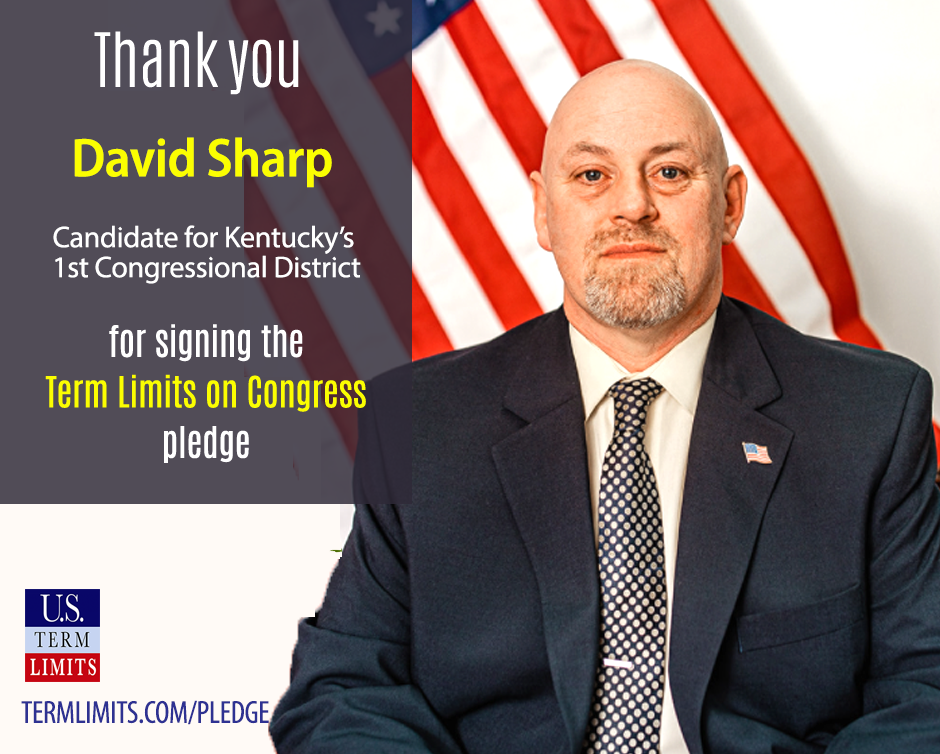 Thank you
David Sharp
Candidate for Kentucky’s
1st Congressional District
for signing the
Term Limits on Congress
pledge
U.S.
TERM
LIMITS
TERMLIMITS.COM/PLEDGE